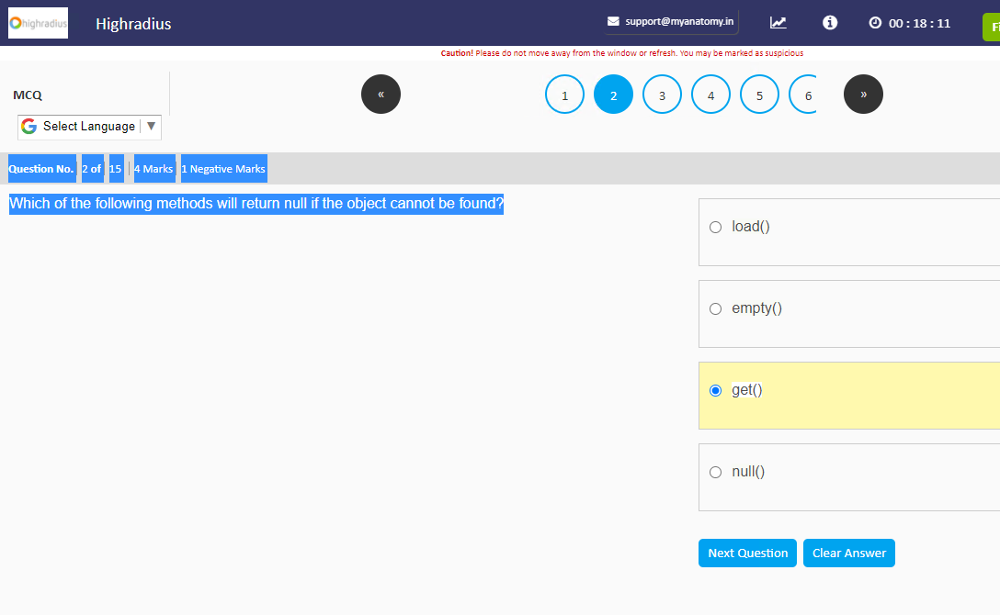 highradius
Highradius
support@myanatomy.in
00 : 18 : 11
Fi
Caution! Please do not move away from the window or refresh. You may be marked as suspicious
MCQ
«
1
2
3
4
5
6
»
Select Language ▼
Question No. 2 of 15 | 4 Marks | 1 Negative Marks
Which of the following methods will return null if the object cannot be found?
load()
empty()
get()
null()
Next Question
Clear Answer